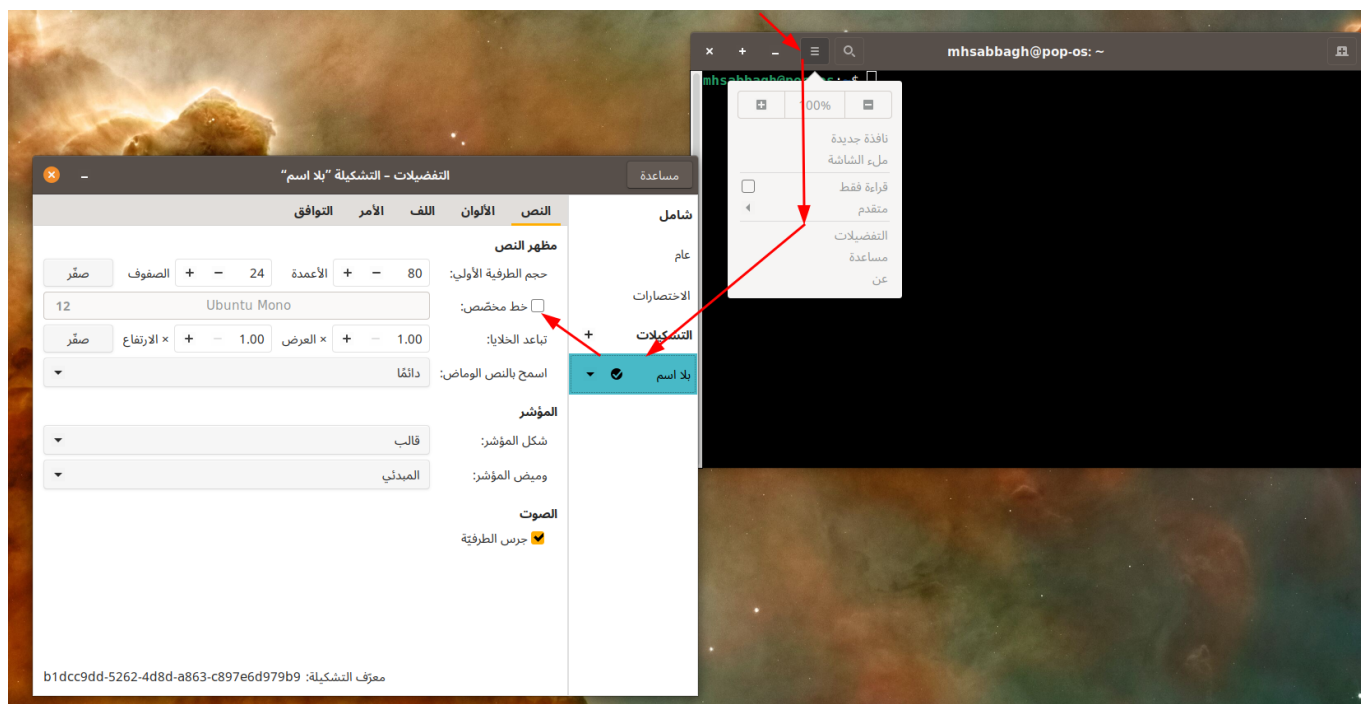 mhsabbagh@pop-os: ~
mhsabbagh@pop-os:~$
100%
نافذة جديدة
ملء الشاشة
قراءة فقط
متقدم
التفضيلات
مساعدة
عن
مساعدة
التفضيلات – التشكيلة “بلا اسم”
شامل
عام
الاختصارات
التشكيلات +
بلا اسم
النص الألوان اللف الأمر التوافق
مظهر النص
حجم الطرفية الأولي: 80 − + الأعمدة 24 − + الصفوف صفّر
خط مخصّص: Ubuntu Mono 12
تباعد الخلايا: 1.00 − + × العرض 1.00 − + × الارتفاع صفّر
اسمح بالنص الوماض: دائمًا
المؤشر
شكل المؤشر: قالب
وميض المؤشر: المبدئي
الصوت
جرس الطرفيّة
معرّف التشكيلة: b1dcc9dd-5262-4d8d-a863-c897e6d979b9